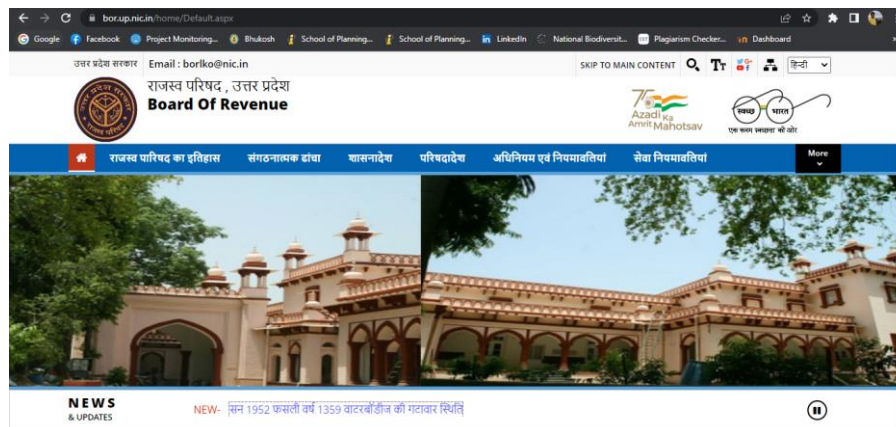 bor.up.nic.in/home/Default.aspx
Google Facebook Project Monitoring... Bhukosh School of Planning... School of Planning... LinkedIn National Biodiversit... Plagiarism Checker... Dashboard
उत्तर प्रदेश सरकार Email : borlko@nic.in SKIP TO MAIN CONTENT हिन्दी
राजस्व परिषद , उत्तर प्रदेश
Board Of Revenue
75
Azadi Ka
Amrit Mahotsav
स्वच्छ भारत
एक कदम स्वच्छता की ओर
राजस्व पारिषद का इतिहास संगठनात्मक ढांचा शासनादेश परिषदादेश अधिनियम एवं नियमावलियां सेवा नियमावलियां More
NEWS
& UPDATES
NEW- सन 1952 फसली वर्ष 1359 वाटरबॉडीज की गाटावार स्थिति